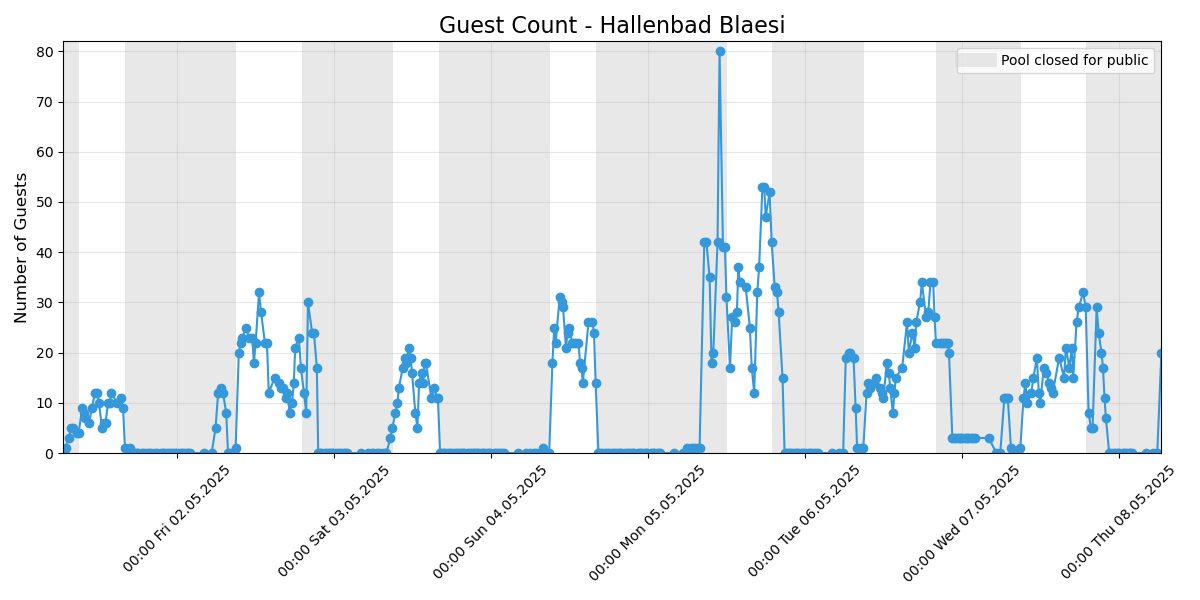 Guest Count - Hallenbad Blaesi
Pool closed for public
Number of Guests
80
70
60
50
40
30
20
10
0
00:00 Fri 02.05.2025
00:00 Sat 03.05.2025
00:00 Sun 04.05.2025
00:00 Mon 05.05.2025
00:00 Tue 06.05.2025
00:00 Wed 07.05.2025
00:00 Thu 08.05.2025